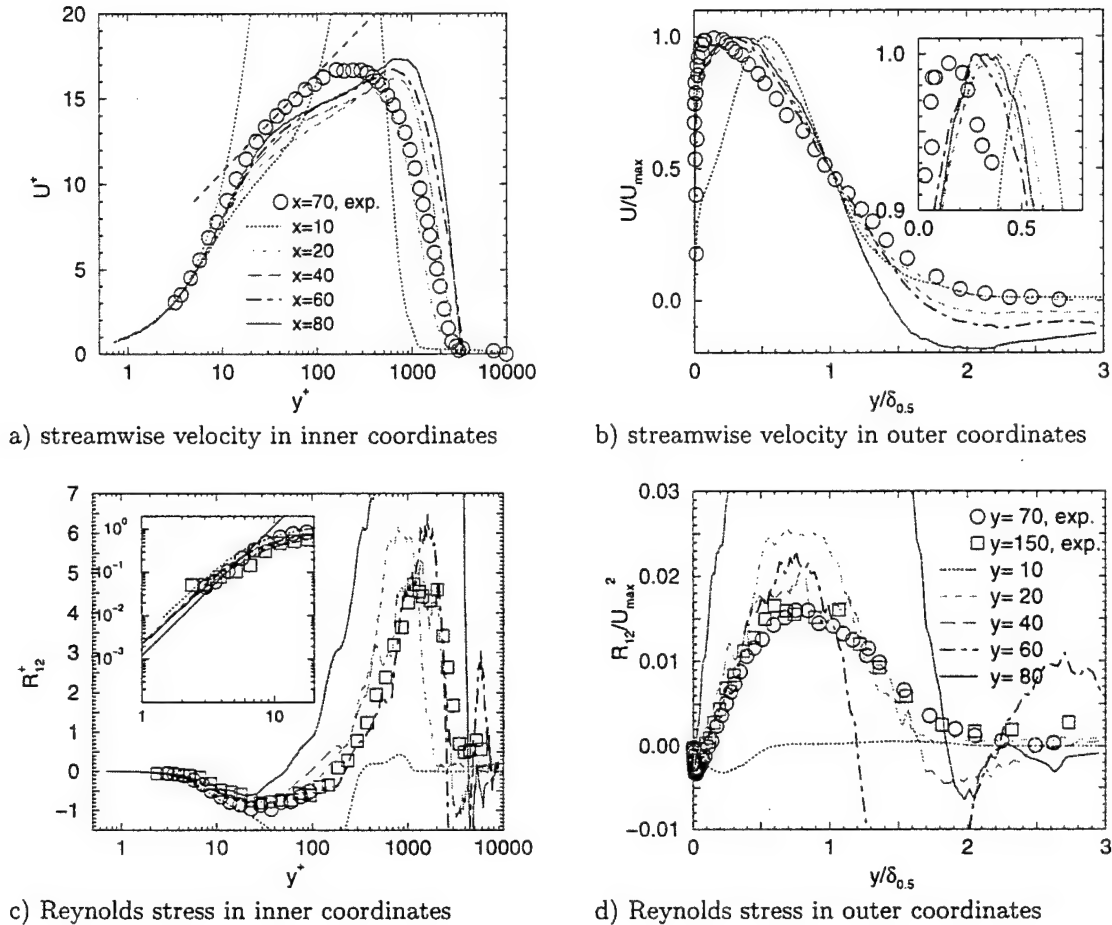 20
15
10
5
0
U⁺
1
10
100
1000
10000
y⁺
x=70, exp.
x=10
x=20
x=40
x=60
x=80
a) streamwise velocity in inner coordinates
1.0
0.5
0.0
U/U_max
0
1
2
3
y/δ_0.5
1.0
0.9
0.0
0.5
b) streamwise velocity in outer coordinates
7
6
5
4
3
2
1
0
−1
R⁺_12
1
10
100
1000
10000
y⁺
10⁰
10⁻¹
10⁻²
10⁻³
1
10
c) Reynolds stress in inner coordinates
0.03
0.02
0.01
0.00
−0.01
R_12/U_max²
0
1
2
3
y/δ_0.5
y= 70, exp.
y=150, exp.
y= 10
y= 20
y= 40
y= 60
y= 80
d) Reynolds stress in outer coordinates